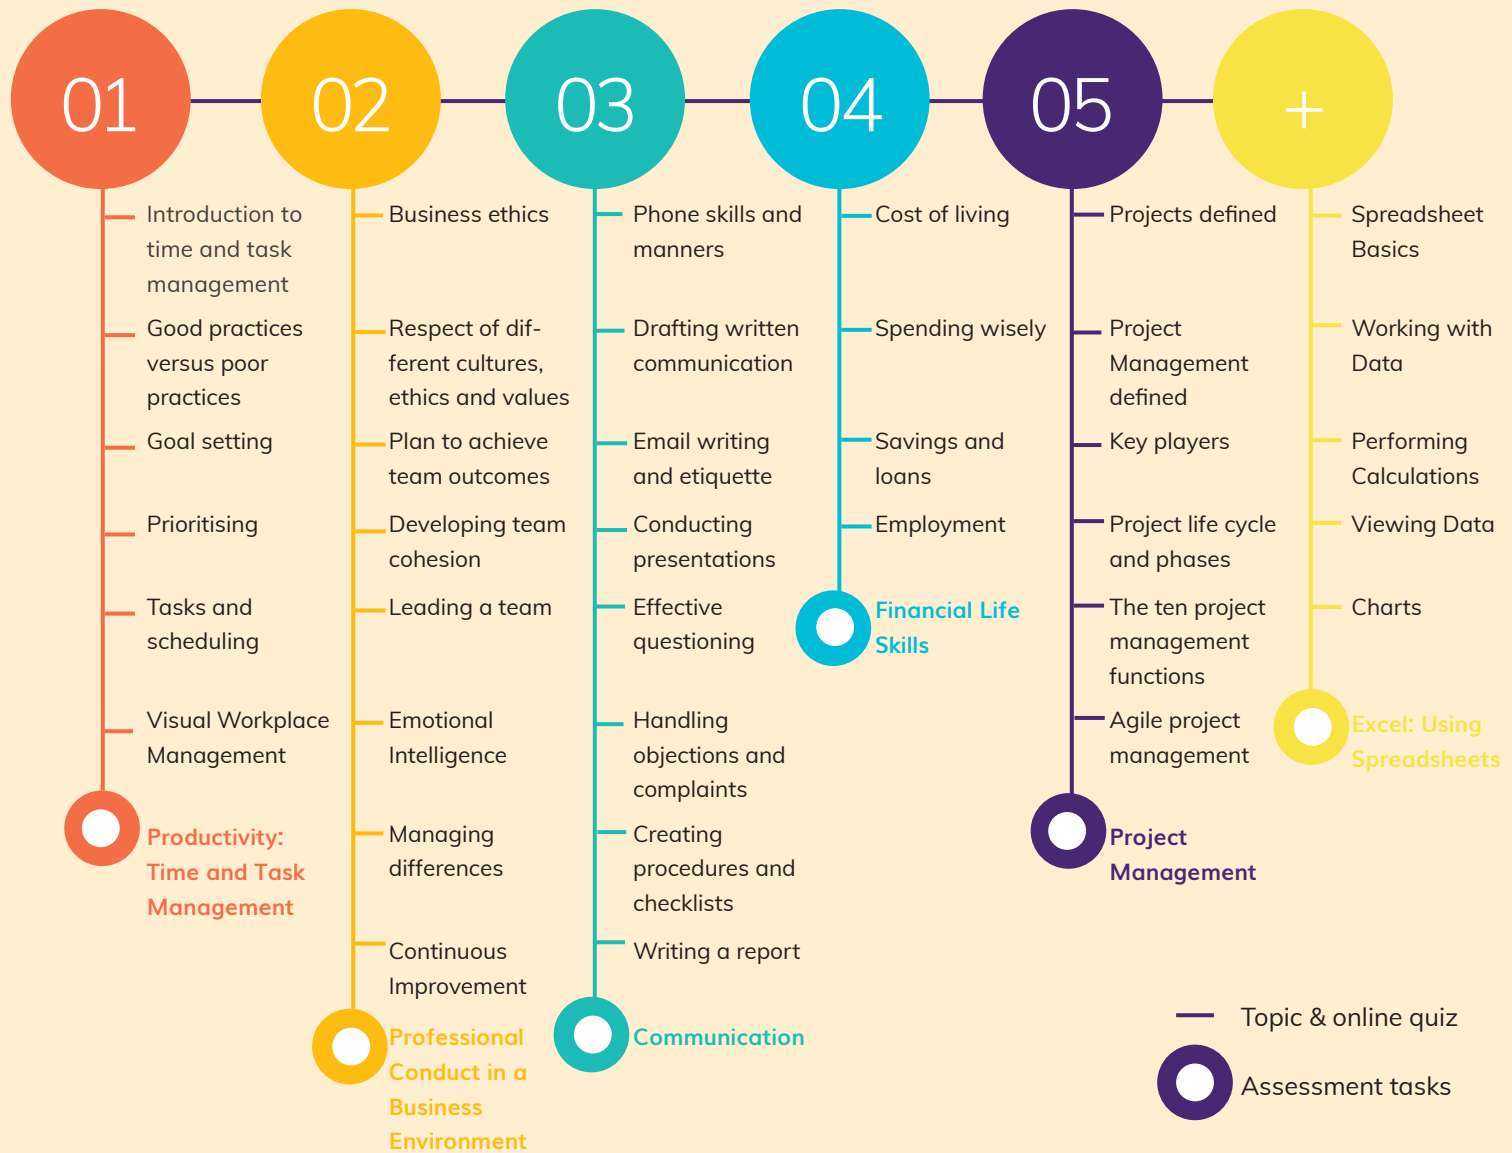 01
02
03
04
05
+
Introduction to
time and task
management
Good practices
versus poor
practices
Goal setting
Prioritising
Tasks and
scheduling
Visual Workplace
Management
Productivity:
Time and Task
Management
Business ethics
Respect of dif-
ferent cultures,
ethics and values
Plan to achieve
team outcomes
Developing team
cohesion
Leading a team
Emotional
Intelligence
Managing
differences
Continuous
Improvement
Professional
Conduct in a
Business
Environment
Phone skills and
manners
Drafting written
communication
Email writing
and etiquette
Conducting
presentations
Effective
questioning
Handling
objections and
complaints
Creating
procedures and
checklists
Writing a report
Communication
Cost of living
Spending wisely
Savings and
loans
Employment
Financial Life
Skills
Projects defined
Project
Management
defined
Key players
Project life cycle
and phases
The ten project
management
functions
Agile project
management
Project
Management
Spreadsheet
Basics
Working with
Data
Performing
Calculations
Viewing Data
Charts
Excel: Using
Spreadsheets
Topic & online quiz
Assessment tasks